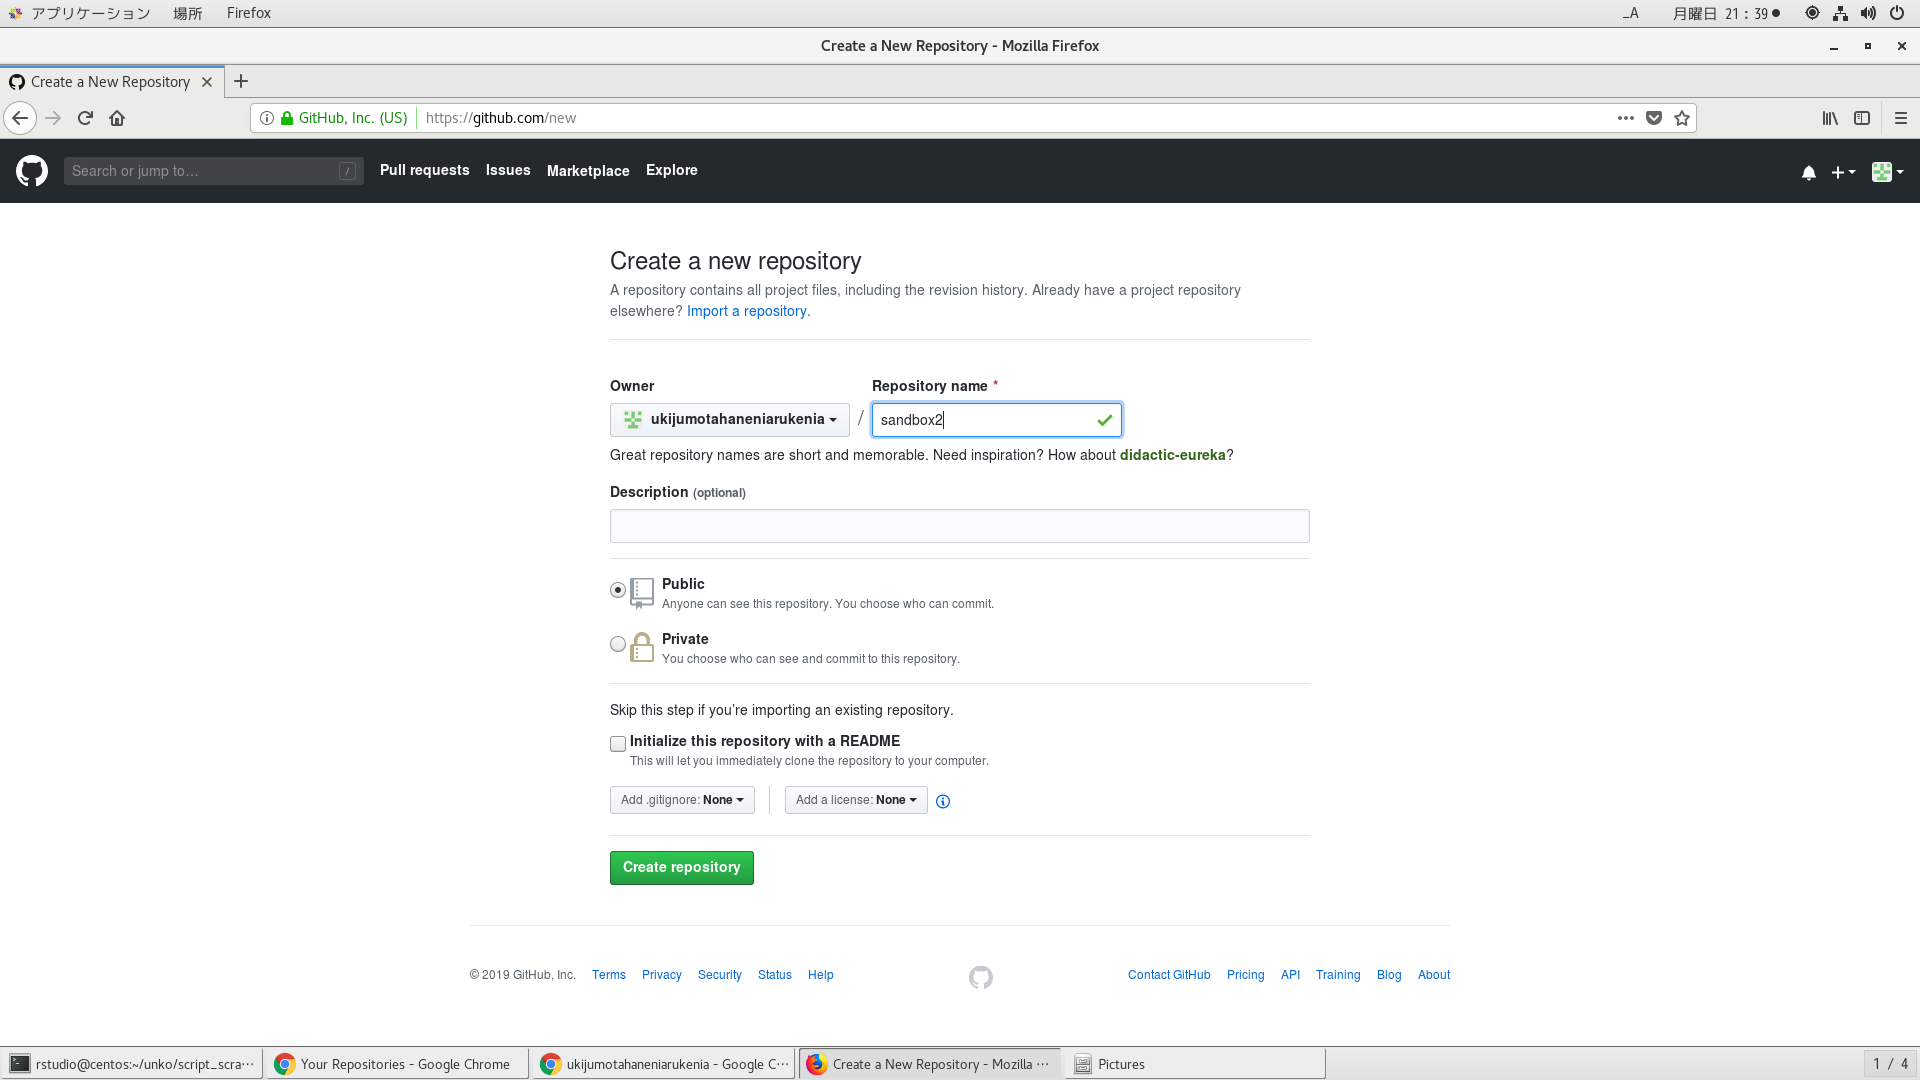 アプリケーション 場所 Firefox _A 月曜日 21：39
Create a New Repository - Mozilla Firefox
Create a New Repository
GitHub, Inc. (US) https://github.com/new
Search or jump to… / Pull requests Issues Marketplace Explore
Create a new repository
A repository contains all project files, including the revision history. Already have a project repository
elsewhere? Import a repository.
Owner Repository name *
ukijumotahaneniarukenia / sandbox2
Great repository names are short and memorable. Need inspiration? How about didactic-eureka?
Description (optional)
Public
Anyone can see this repository. You choose who can commit.
Private
You choose who can see and commit to this repository.
Skip this step if you’re importing an existing repository.
Initialize this repository with a README
This will let you immediately clone the repository to your computer.
Add .gitignore: None Add a license: None
Create repository
© 2019 GitHub, Inc. Terms Privacy Security Status Help Contact GitHub Pricing API Training Blog About
rstudio@centos:~/unko/script_scra… Your Repositories - Google Chrome ukijumotahaneniarukenia - Google C… Create a New Repository - Mozilla … Pictures 1 / 4